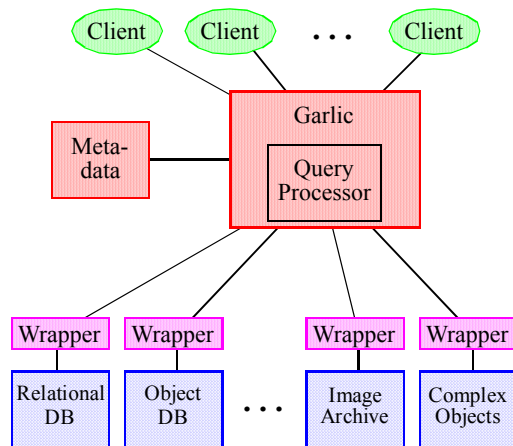 Client Client ... Client
Garlic
Meta-
data
Query
Processor
Wrapper Wrapper Wrapper Wrapper
Relational
DB
Object
DB
...
Image
Archive
Complex
Objects